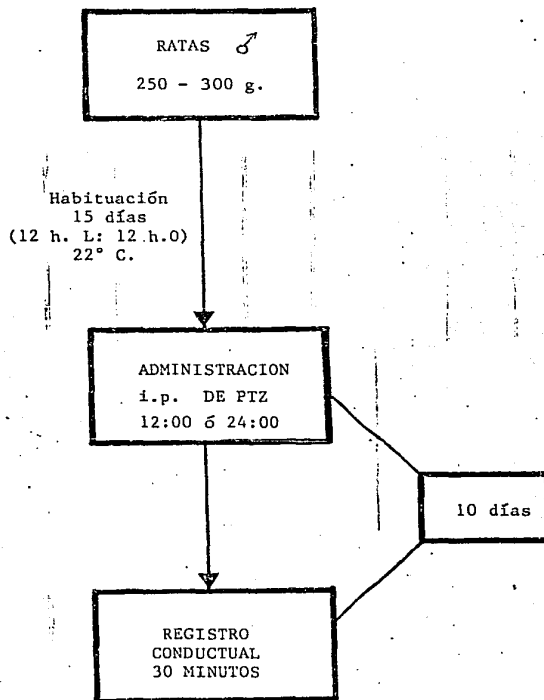 RATAS ♂
250 - 300 g.
Habituación
15 días
(12 h. L: 12 h.O)
22° C.
ADMINISTRACION
i.p. DE PTZ
12:00 ó 24:00
10 días
REGISTRO
CONDUCTUAL
30 MINUTOS